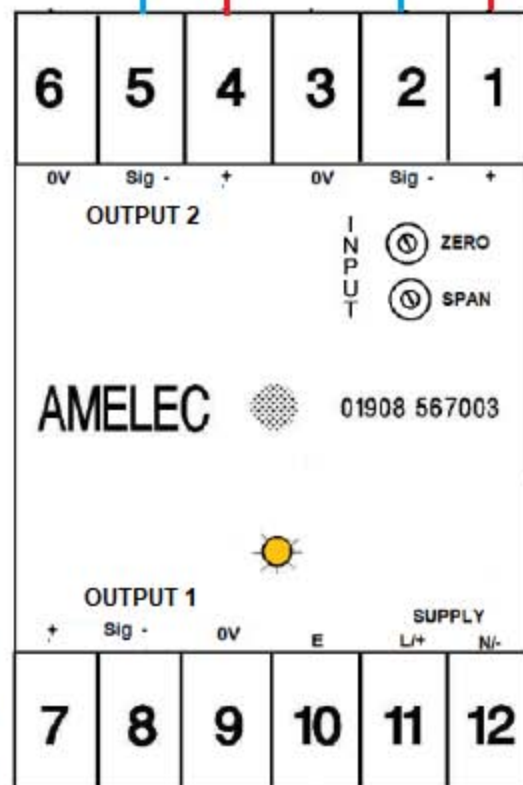 6 5 4 3 2 1
0V Sig - + 0V Sig - +
OUTPUT 2
INPUT
ZERO
SPAN
AMELEC 01908 567003
OUTPUT 1 SUPPLY
+ Sig - 0V E L/+ N/-
7 8 9 10 11 12